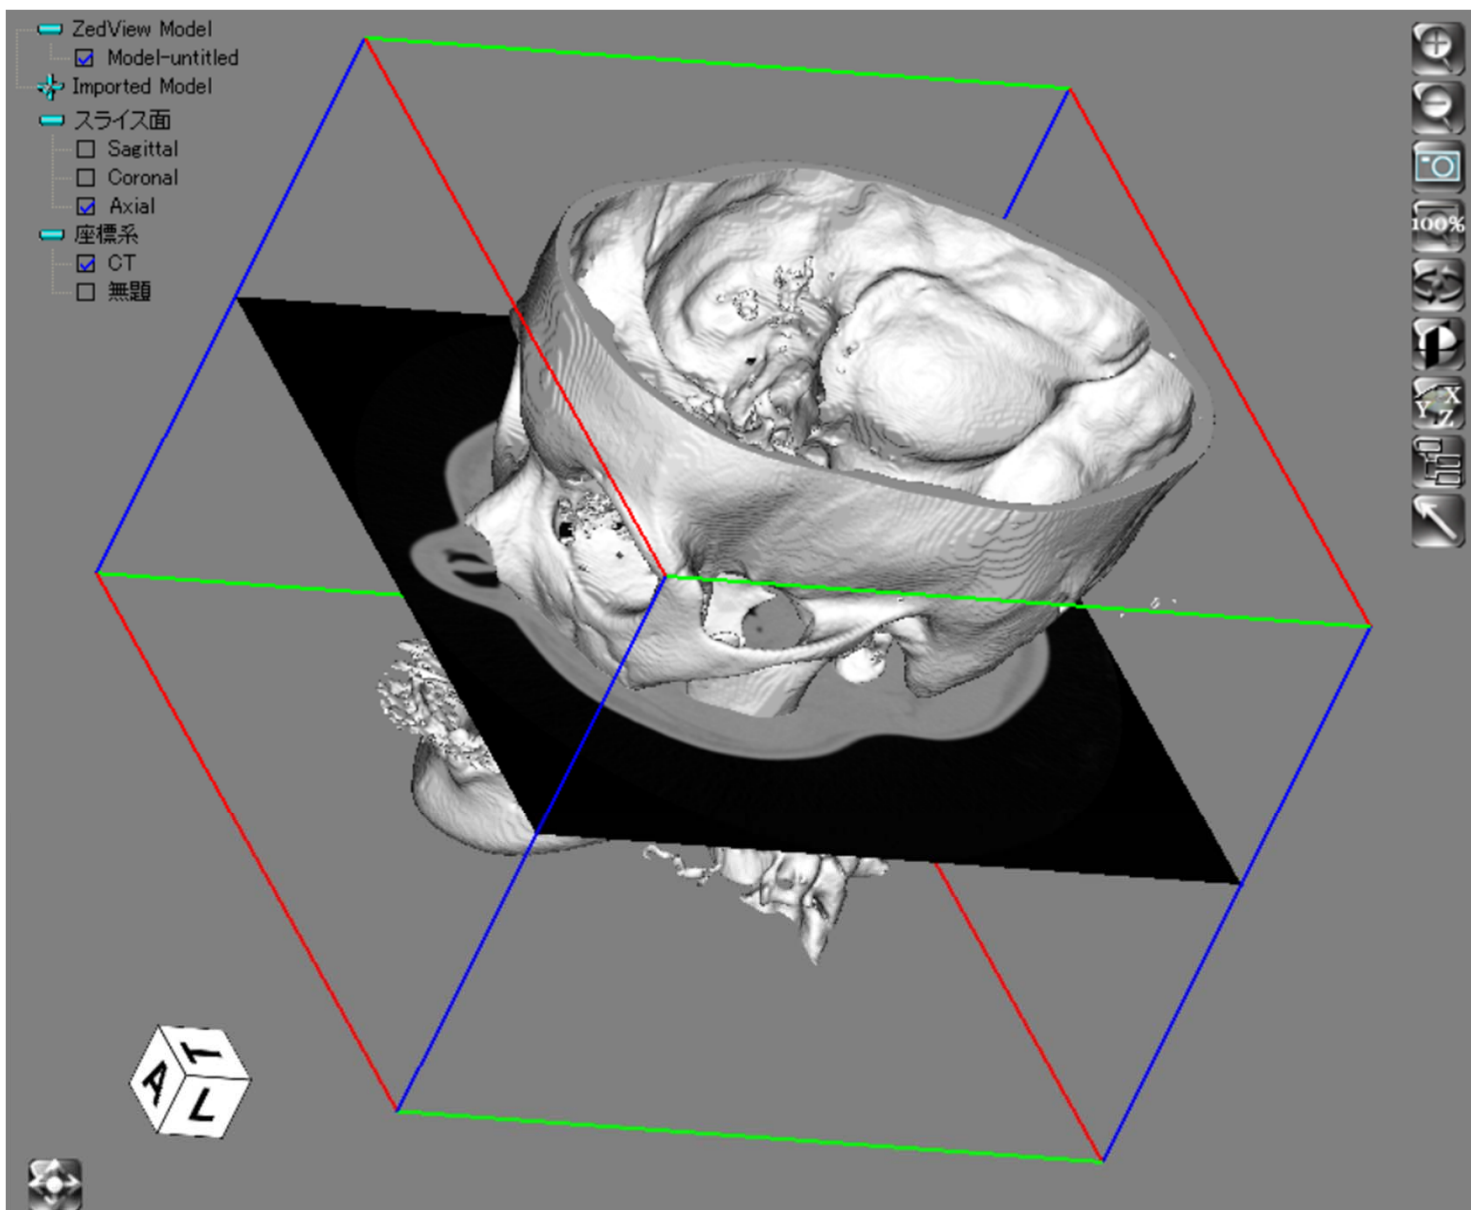 ZedView Model
Model-untitled
Imported Model
スライス面
Sagittal
Coronal
Axial
座標系
CT
無題
100%
X
Y Z
A T
L